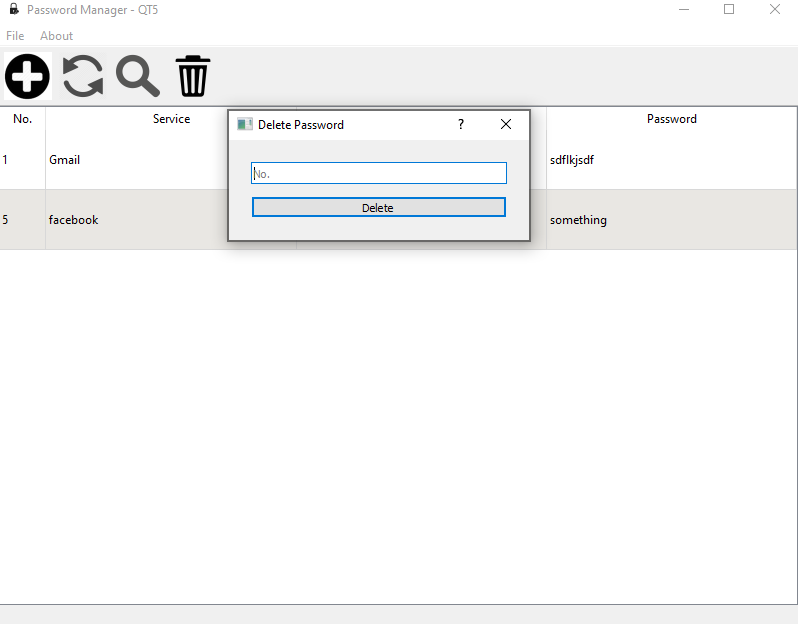 Password Manager - QT5
File About
No. Service Password
Delete Password ?
1 Gmail sdflkjsdf
No.
Delete
5 facebook something